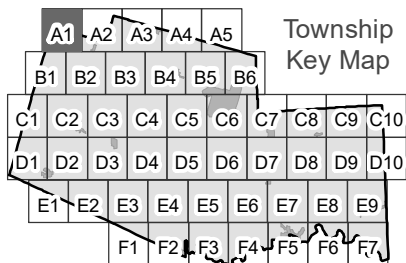 Township
Key Map
A1 A2 A3 A4 A5
B1 B2 B3 B4 B5 B6
C1 C2 C3 C4 C5 C6 C7 C8 C9 C10
D1 D2 D3 D4 D5 D6 D7 D8 D9 D10
E1 E2 E3 E4 E5 E6 E7 E8 E9
F1 F2 F3 F4 F5 F6 F7